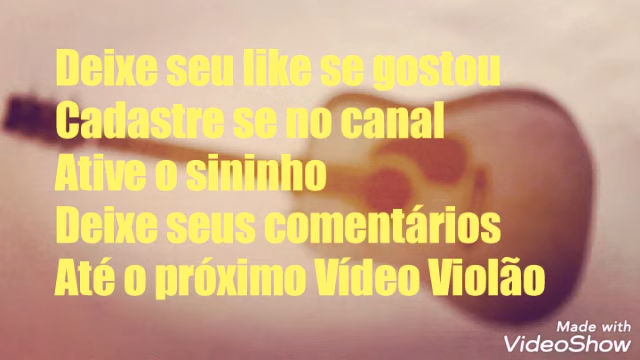 Deixe seu like se gostou
Cadastre se no canal
Ative o sininho
Deixe seus comentários
Até o próximo Vídeo Violão
Made with
VideoShow